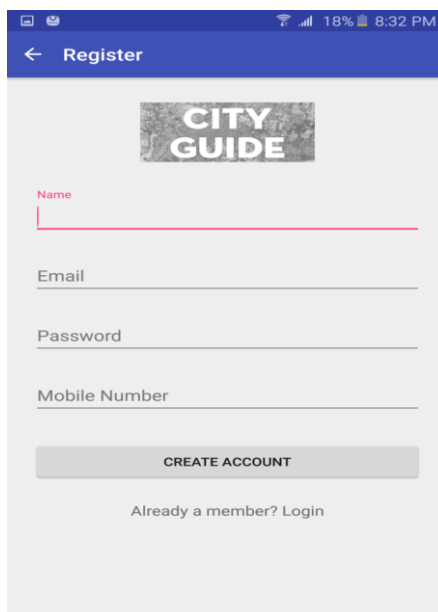 18% 8:32 PM
Register
CITY
GUIDE
Name
Email
Password
Mobile Number
CREATE ACCOUNT
Already a member? Login